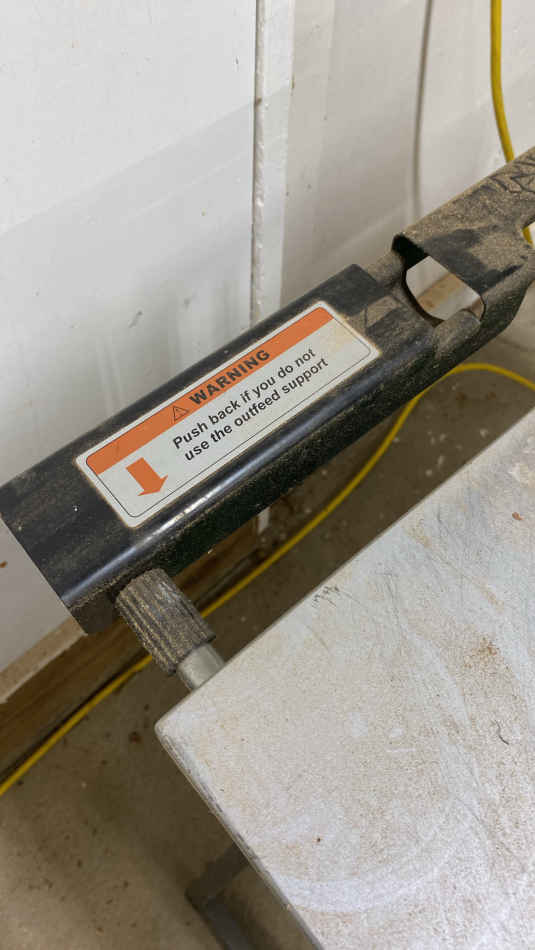 WARNING
Push back if you do not
use the outfeed support